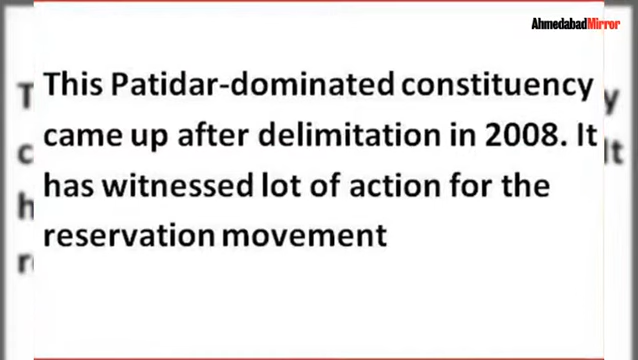 AhmedabadMirror
This Patidar-dominated constituency
came up after delimitation in 2008. It
has witnessed lot of action for the
reservation movement